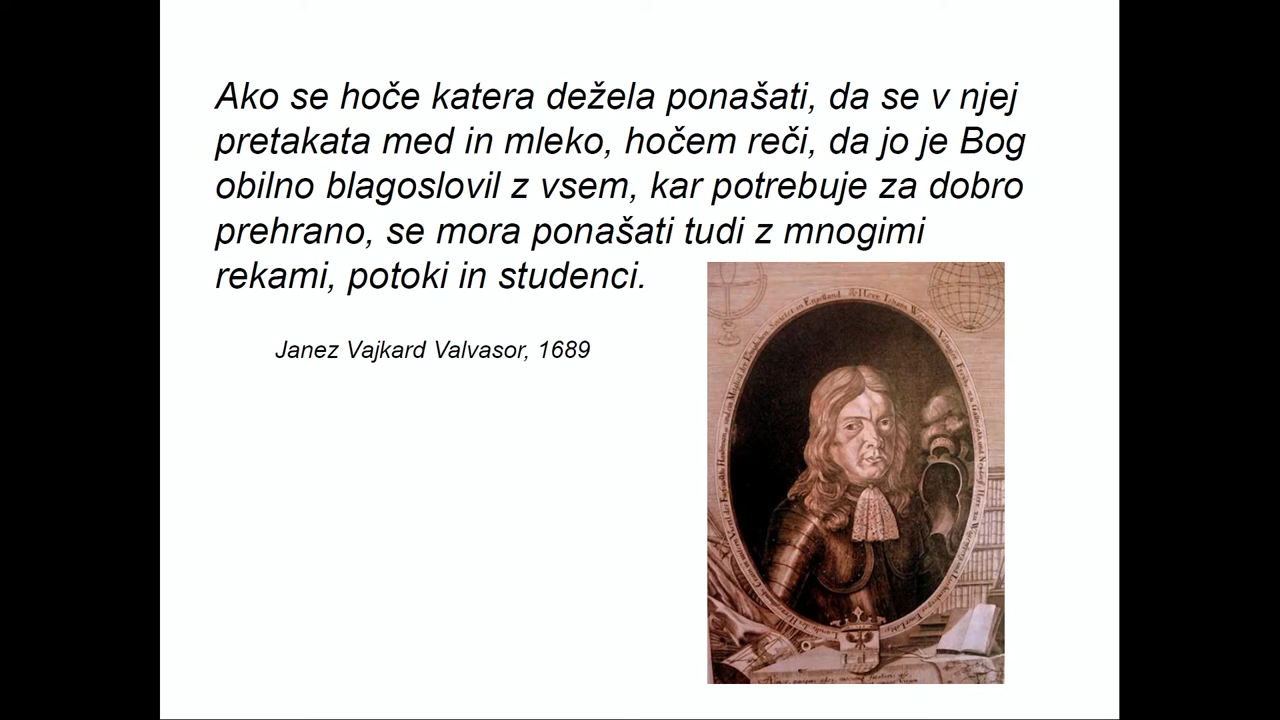 Ako se hoče katera dežela ponašati, da se v njej
pretakata med in mleko, hočem reči, da jo je Bog
obilno blagoslovil z vsem, kar potrebuje za dobro
prehrano, se mora ponašati tudi z mnogimi
rekami, potoki in studenci.
Janez Vajkard Valvasor, 1689